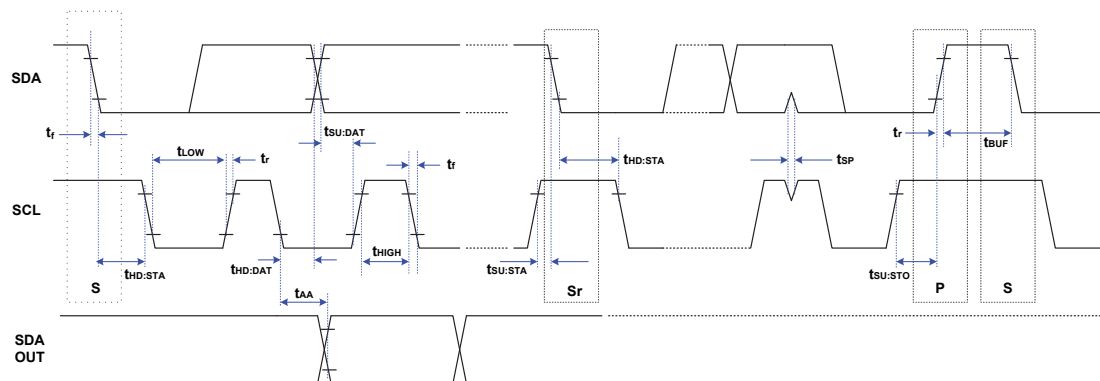 SDA
tf
tSU:DAT
tr
tBUF
tLOW
tr
tf
tHD:STA
tSP
SCL
tHD:STA
tHD:DAT
tHIGH
tSU:STA
tSU:STO
S
Sr
P
S
tAA
SDA
OUT